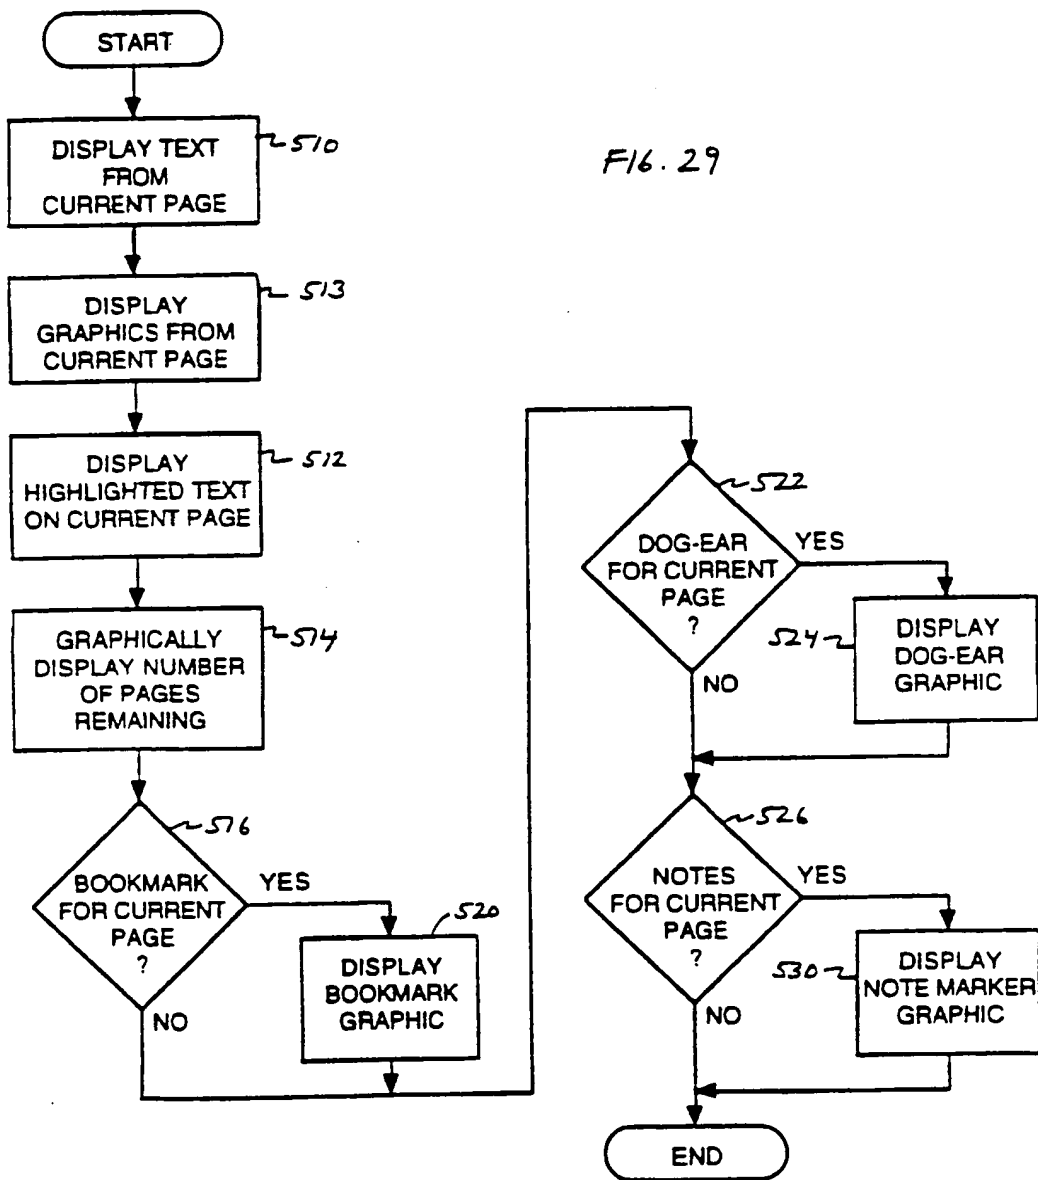 START
DISPLAY TEXT
FROM
CURRENT PAGE
510
FIG. 29
DISPLAY
GRAPHICS FROM
CURRENT PAGE
513
DISPLAY
HIGHLIGHTED TEXT
ON CURRENT PAGE
512
GRAPHICALLY
DISPLAY NUMBER
OF PAGES
REMAINING
514
BOOKMARK
FOR CURRENT
PAGE
?
516
YES
NO
520
DISPLAY
BOOKMARK
GRAPHIC
DOG-EAR
FOR CURRENT
PAGE
?
522
YES
NO
524
DISPLAY
DOG-EAR
GRAPHIC
NOTES
FOR CURRENT
PAGE
?
526
YES
NO
530
DISPLAY
NOTE MARKER
GRAPHIC
END